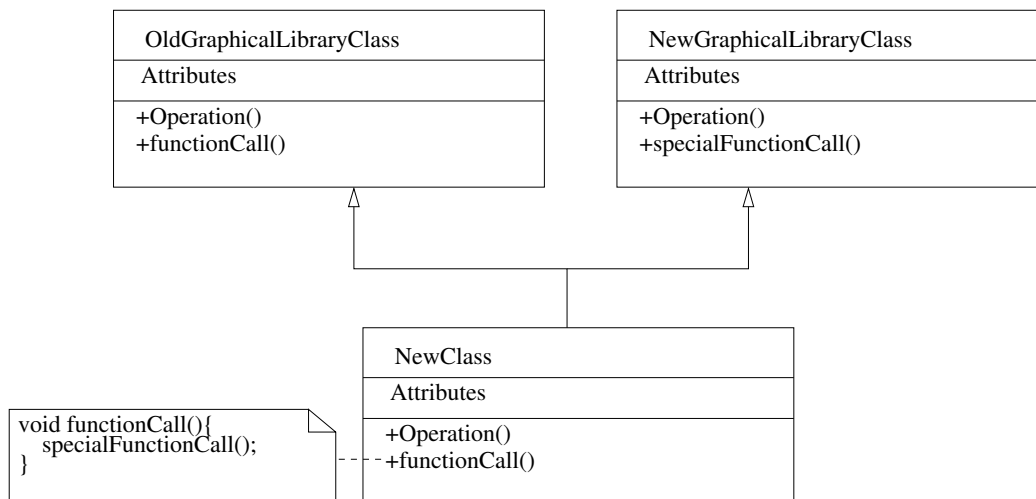 OldGraphicalLibraryClass
Attributes
+Operation()
+functionCall()
NewGraphicalLibraryClass
Attributes
+Operation()
+specialFunctionCall()
NewClass
Attributes
+Operation()
+functionCall()
void functionCall(){
specialFunctionCall();
}